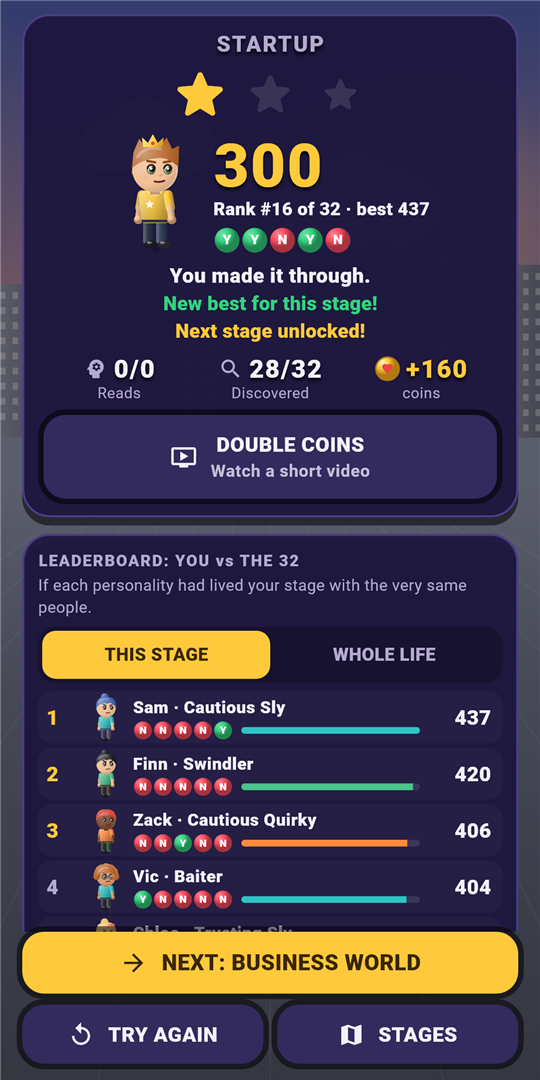 STARTUP
300
Rank #16 of 32 · best 437
Y Y N Y N
You made it through.
New best for this stage!
Next stage unlocked!
0/0 28/32 +160
Reads Discovered coins
DOUBLE COINS
Watch a short video
LEADERBOARD: YOU vs THE 32
If each personality had lived your stage with the very same
people.
THIS STAGE WHOLE LIFE
1 Sam · Cautious Sly 437
N N N N Y
2 Finn · Swindler 420
N N N N N
3 Zack · Cautious Quirky 406
N N Y N N
4 Vic · Baiter 404
Y N N N N
Chloe · Trusting Sly
NEXT: BUSINESS WORLD
TRY AGAIN STAGES